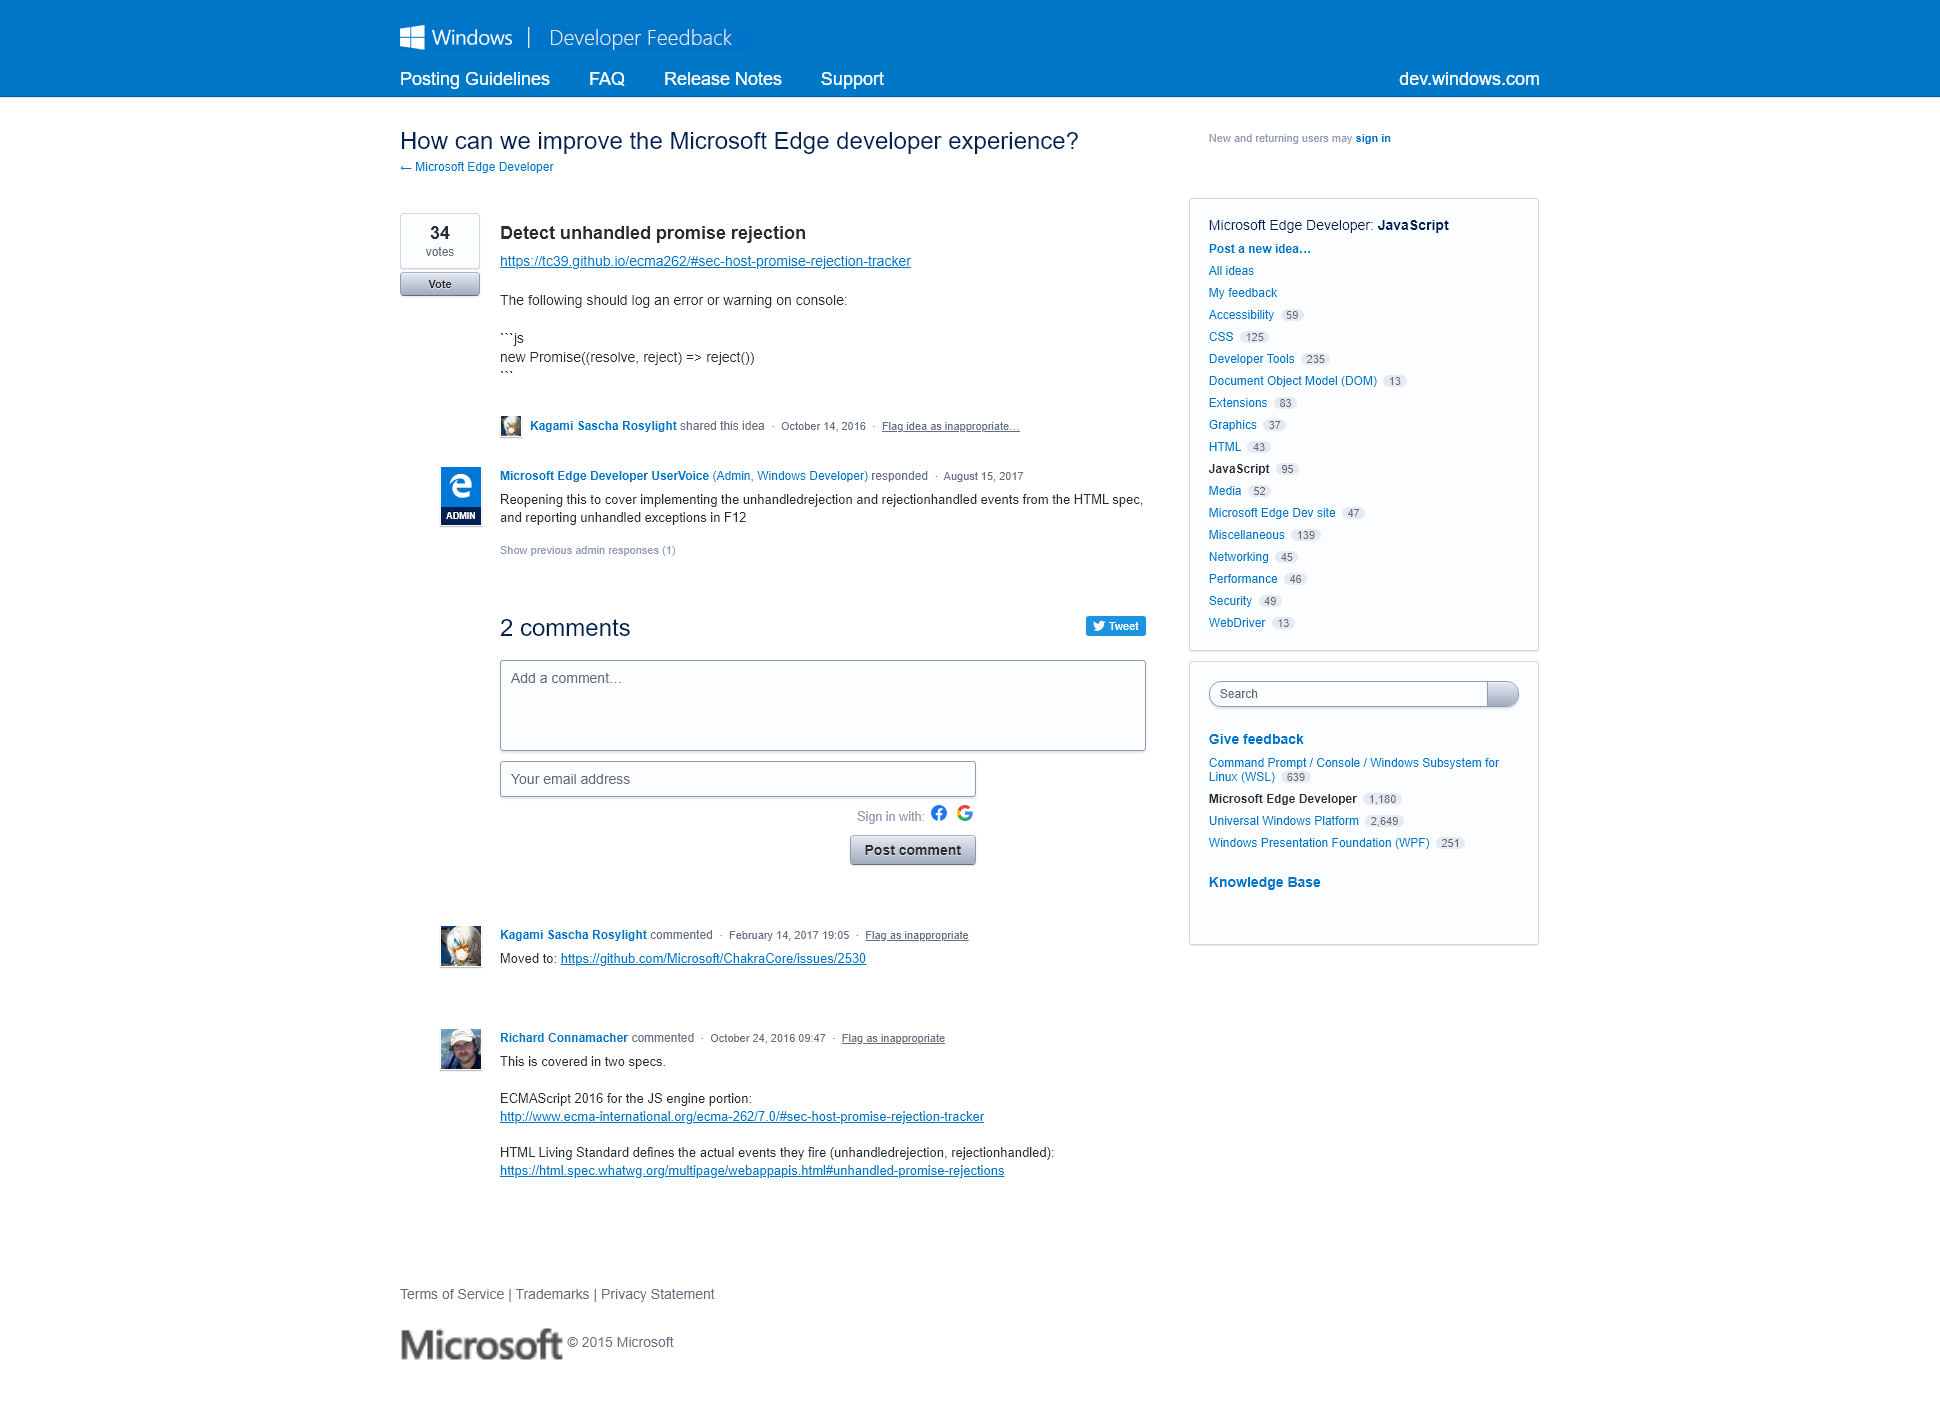 Windows | Developer Feedback
Posting Guidelines FAQ Release Notes Support dev.windows.com
How can we improve the Microsoft Edge developer experience?
← Microsoft Edge Developer
New and returning users may sign in
34
votes
Vote
Detect unhandled promise rejection
https://tc39.github.io/ecma262/#sec-host-promise-rejection-tracker
The following should log an error or warning on console:
```js
new Promise((resolve, reject) => reject())
```
Kagami Sascha Rosylight shared this idea · October 14, 2016 · Flag idea as inappropriate…
ADMIN
Microsoft Edge Developer UserVoice (Admin, Windows Developer) responded · August 15, 2017
Reopening this to cover implementing the unhandledrejection and rejectionhandled events from the HTML spec,
and reporting unhandled exceptions in F12
Show previous admin responses (1)
2 comments
Tweet
Add a comment…
Your email address
Sign in with:
Post comment
Kagami Sascha Rosylight commented · February 14, 2017 19:05 · Flag as inappropriate
Moved to: https://github.com/Microsoft/ChakraCore/issues/2530
Richard Connamacher commented · October 24, 2016 09:47 · Flag as inappropriate
This is covered in two specs.
ECMAScript 2016 for the JS engine portion:
http://www.ecma-international.org/ecma-262/7.0/#sec-host-promise-rejection-tracker
HTML Living Standard defines the actual events they fire (unhandledrejection, rejectionhandled):
https://html.spec.whatwg.org/multipage/webappapis.html#unhandled-promise-rejections
Microsoft Edge Developer: JavaScript
Post a new idea…
All ideas
My feedback
Accessibility 59
CSS 125
Developer Tools 235
Document Object Model (DOM) 13
Extensions 83
Graphics 37
HTML 43
JavaScript 95
Media 52
Microsoft Edge Dev site 47
Miscellaneous 139
Networking 45
Performance 46
Security 49
WebDriver 13
Search
Give feedback
Command Prompt / Console / Windows Subsystem for
Linux (WSL) 639
Microsoft Edge Developer 1,180
Universal Windows Platform 2,649
Windows Presentation Foundation (WPF) 251
Knowledge Base
Terms of Service | Trademarks | Privacy Statement
Microsoft © 2015 Microsoft